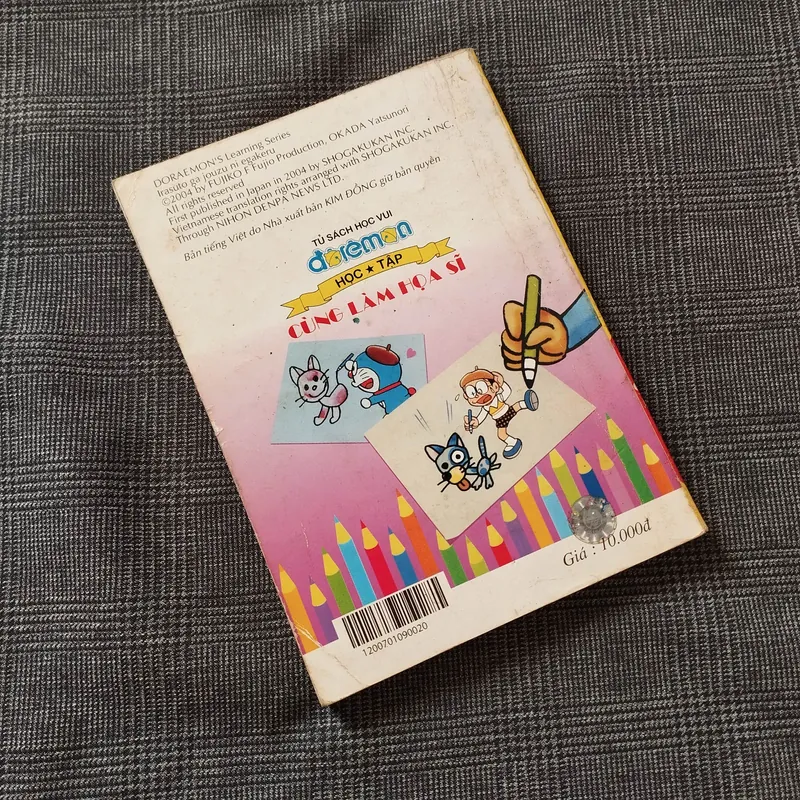 DORAEMON'S Learning Series
Irasuto ga jouzu ni egakeru
©2004 by FUJIKO F Fujio Production, OKADA Yatsunori
All rights reserved
First published in Japan in 2004 by SHOGAKUKAN INC.
Vietnamese translation rights arranged with SHOGAKUKAN INC.
Through NIHON DENPA NEWS LTD.
Bản tiếng Việt do Nhà xuất bản KIM ĐỒNG giữ bản quyền
TỦ SÁCH HỌC VUI
đôrêmon
HỌC ★ TẬP
CÙNG LÀM HỌA SĨ
Giá : 10.000đ
1200701090020